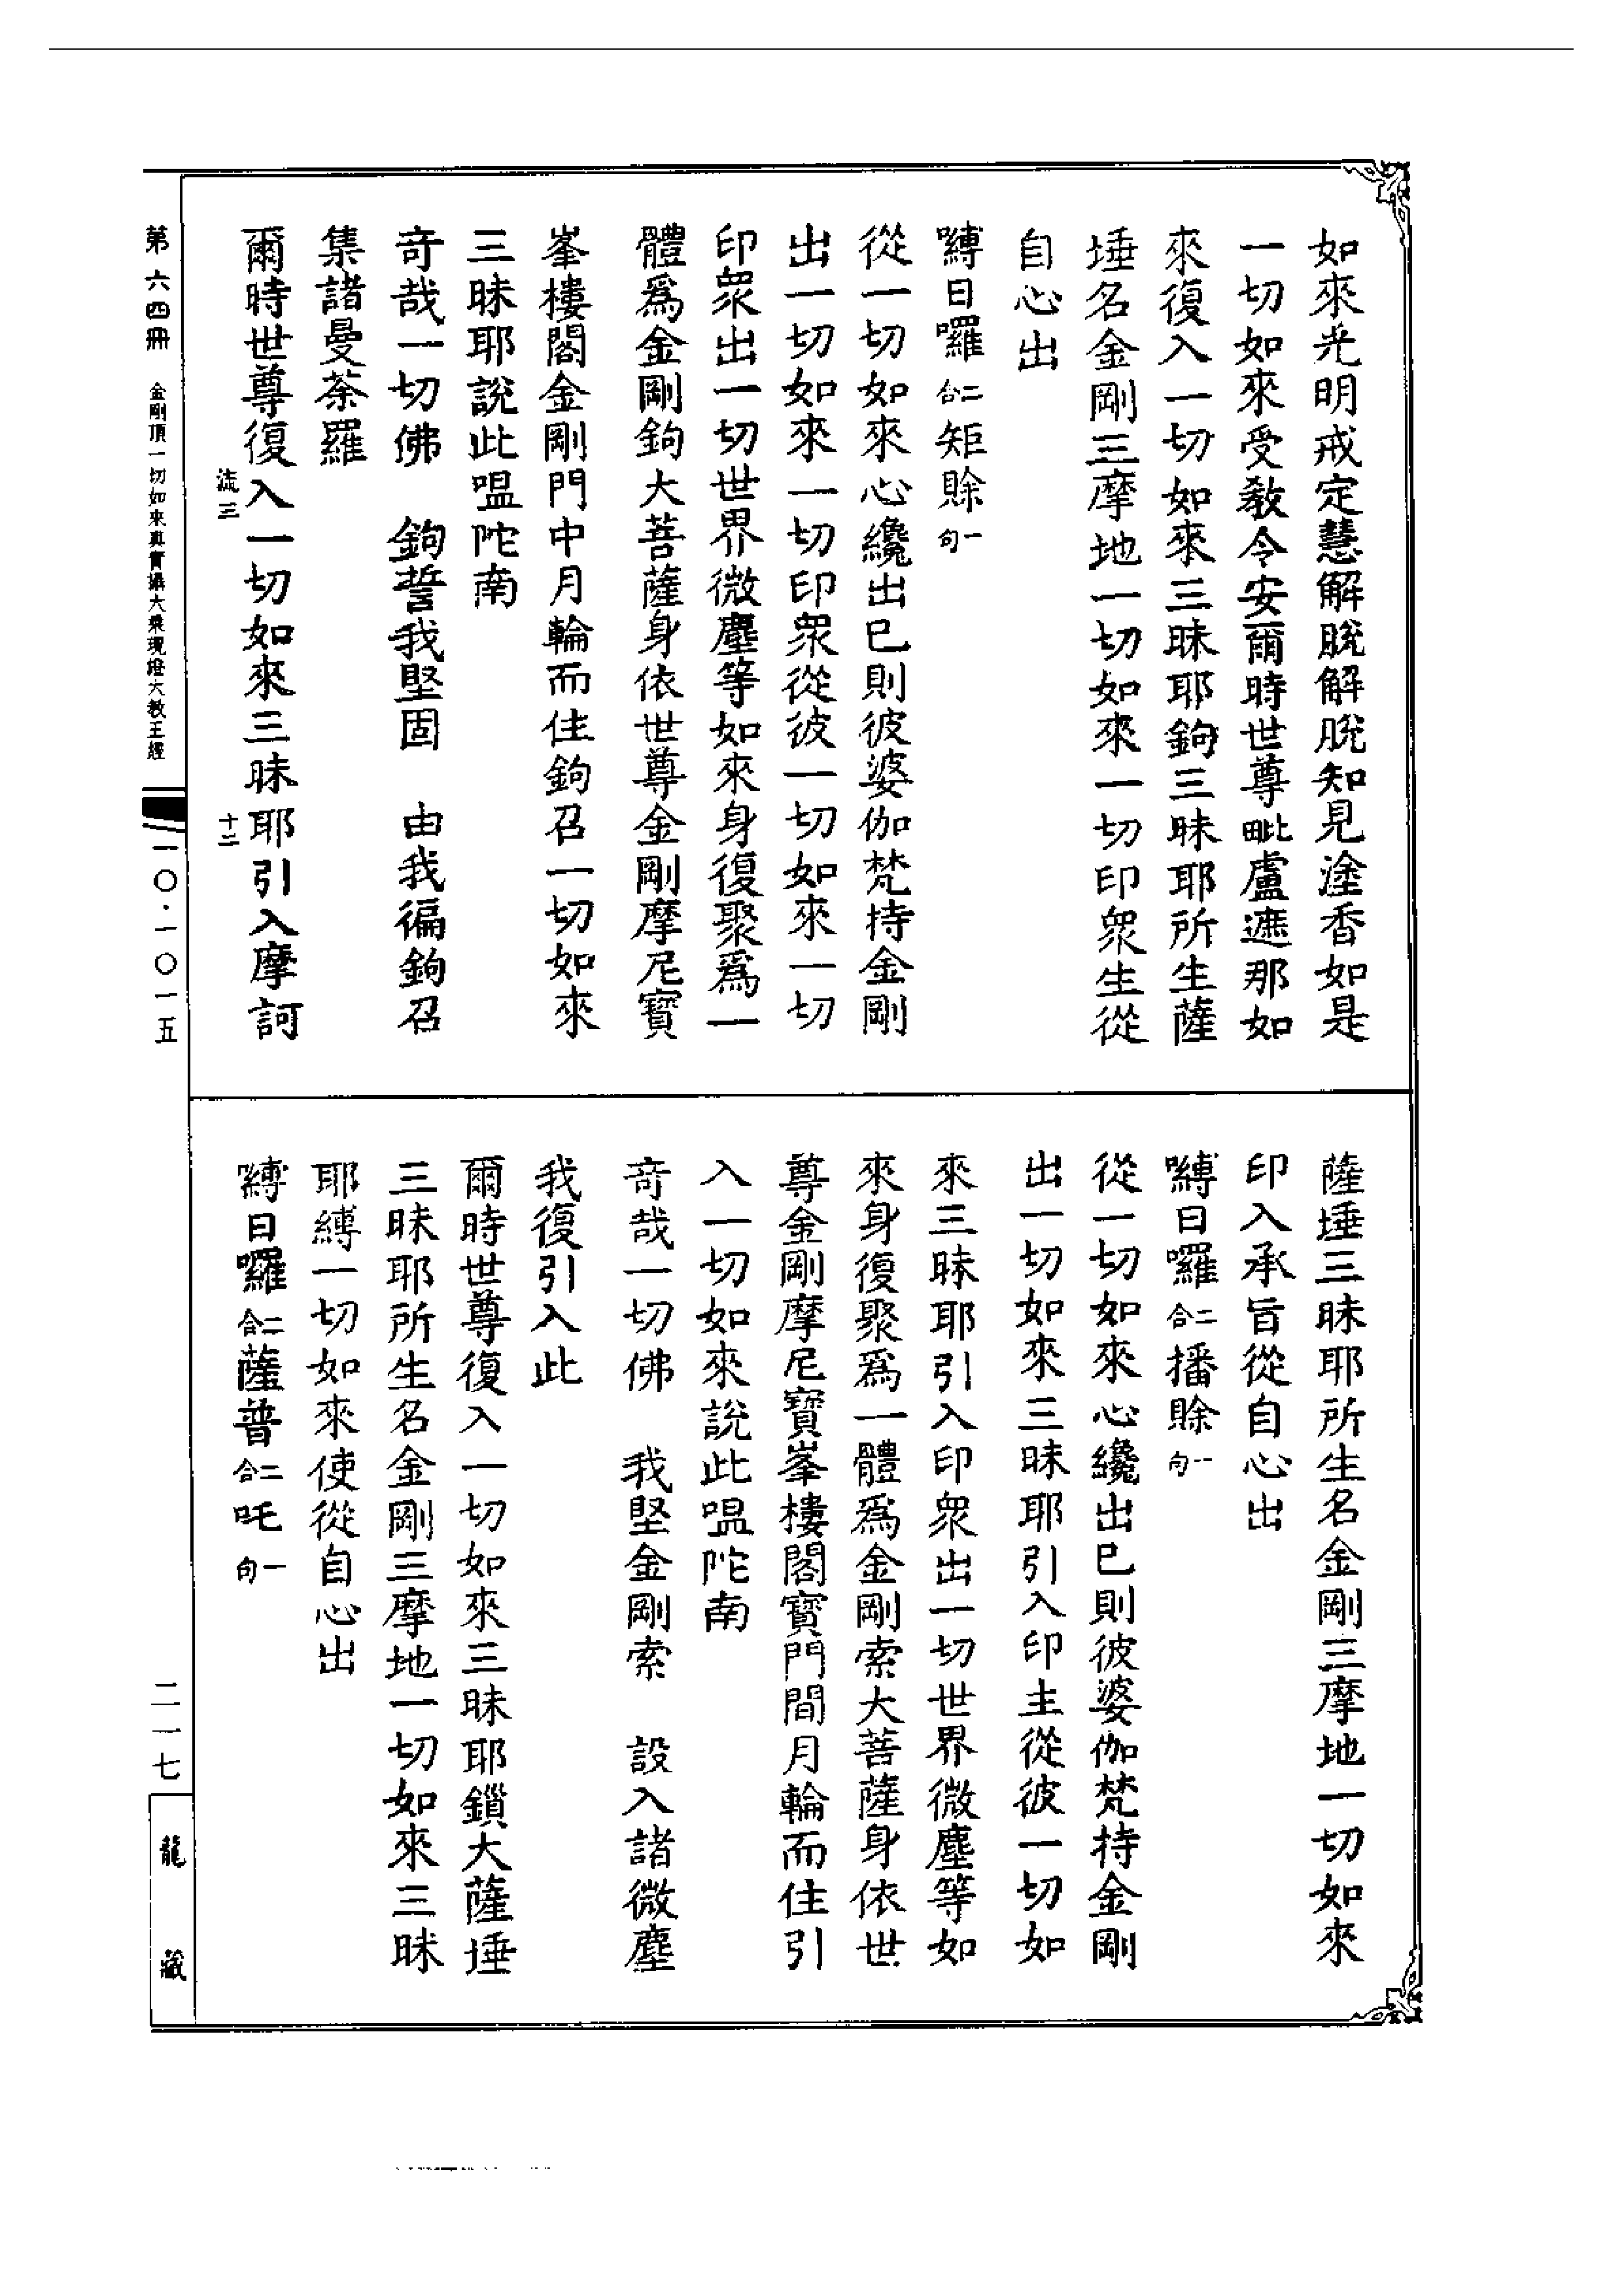 如來光明戒定慧解脫解脫知見塗香如是
一切如來受教令安爾時世尊毗盧遮那如
來復入一切如來三昧耶鉤三昧耶所生薩
埵名金剛三摩地一切如來一切印眾生從
自心出
嚩日囉二合矩賒一句
從一切如來心纔出已則彼婆伽梵持金剛
出一切如來一切印眾從彼一切如來一切
印眾出一切世界微塵等如來身復聚爲一
體爲金剛鉤大菩薩身依世尊金剛摩尼寶
峯樓閣金剛門中月輪而住鉤召一切如來
三昧耶說此嗢陀南
奇哉一切佛　鉤誓我堅固　由我徧鉤召
集諸曼荼羅
爾時世尊復入一切如來三昧耶引入摩訶
流三　十二
第六四冊　金剛頂一切如來真實攝大乘現證大教王經　一〇·一〇一五
薩埵三昧耶所生名金剛三摩地一切如來
印入承旨從自心出
嚩日囉二合播賒一句
從一切如來心纔出已則彼婆伽梵持金剛
出一切如來三昧耶引入印主從彼一切如
來三昧耶引入印眾出一切世界微塵等如
來身復聚爲一體爲金剛索大菩薩身依世
尊金剛摩尼寶峯樓閣寶門間月輪而住引
入一切如來說此嗢陀南
奇哉一切佛　我堅金剛索　設入諸微塵
我復引入此
爾時世尊復入一切如來三昧耶鎖大薩埵
三昧耶所生名金剛三摩地一切如來三昧
耶縛一切如來使從自心出
嚩日囉二合薩普二合吒一句
二一七
龍藏